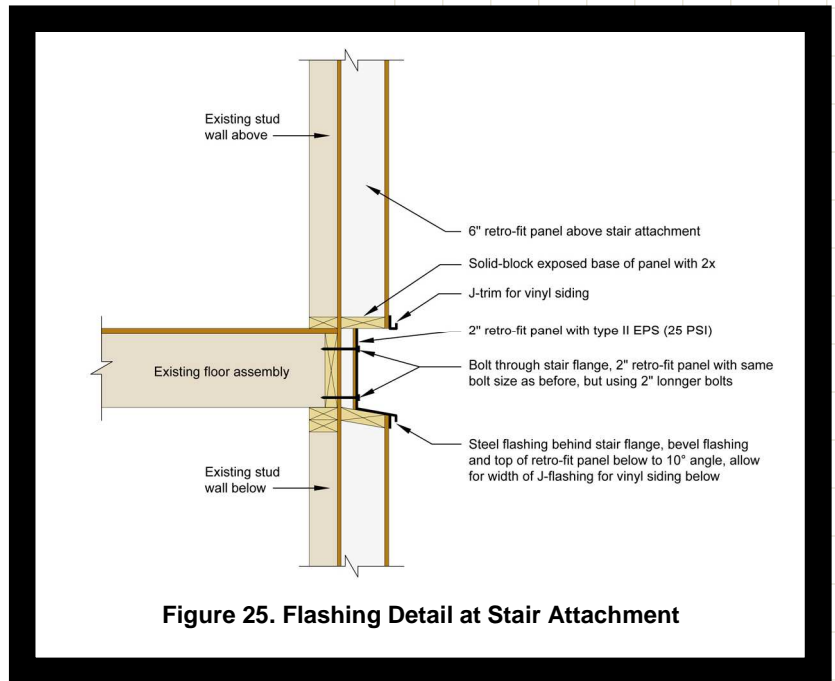 Existing stud
wall above
6" retro-fit panel above stair attachment
Solid-block exposed base of panel with 2x
J-trim for vinyl siding
2" retro-fit panel with type II EPS (25 PSI)
Existing floor assembly
Bolt through stair flange, 2" retro-fit panel with same
bolt size as before, but using 2" lonnger bolts
Steel flashing behind stair flange, bevel flashing
and top of retro-fit panel below to 10° angle, allow
for width of J-flashing for vinyl siding below
Existing stud
wall below
Figure 25. Flashing Detail at Stair Attachment